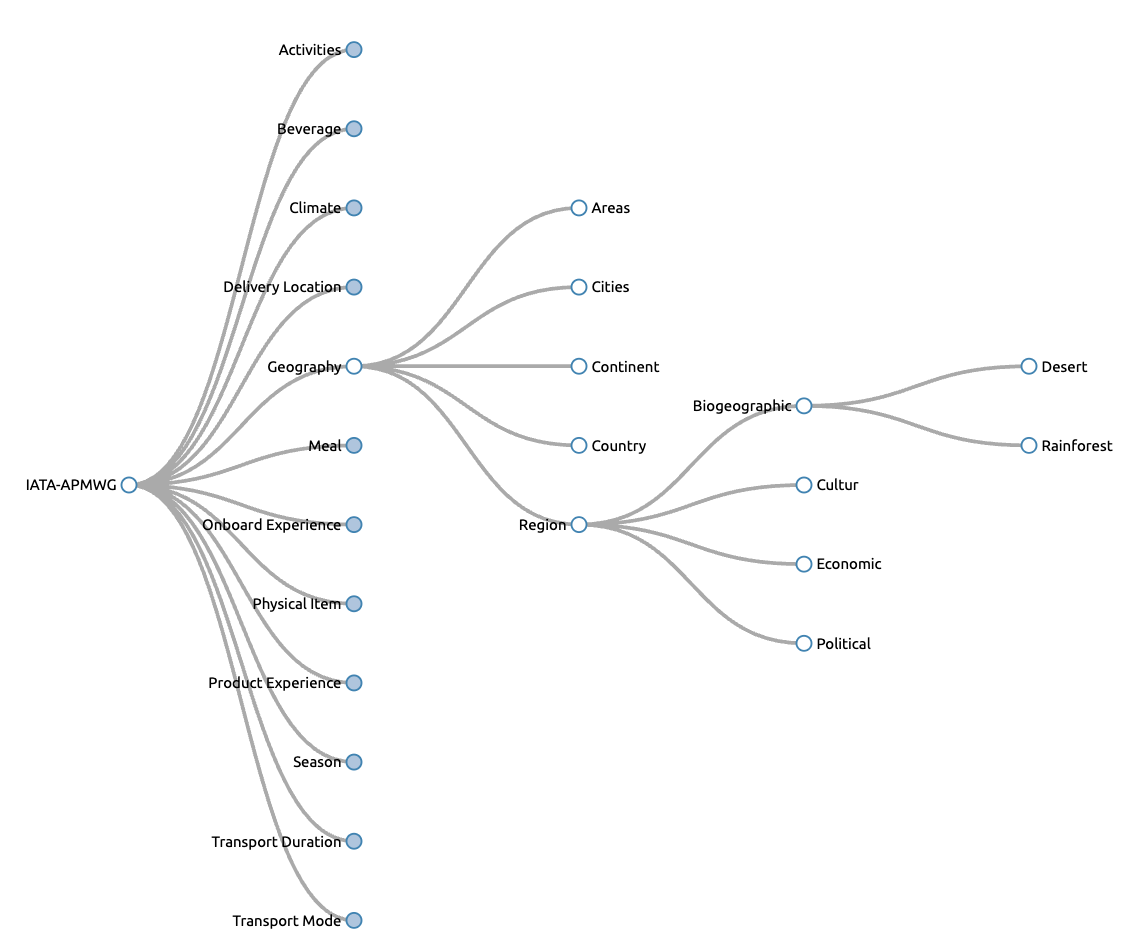 Activities
Beverage
Climate
Areas
Delivery Location
Cities
Geography
Continent
Desert
Biogeographic
Meal
Country
Rainforest
IATA-APMWG
Cultur
Onboard Experience
Region
Economic
Physical Item
Political
Product Experience
Season
Transport Duration
Transport Mode